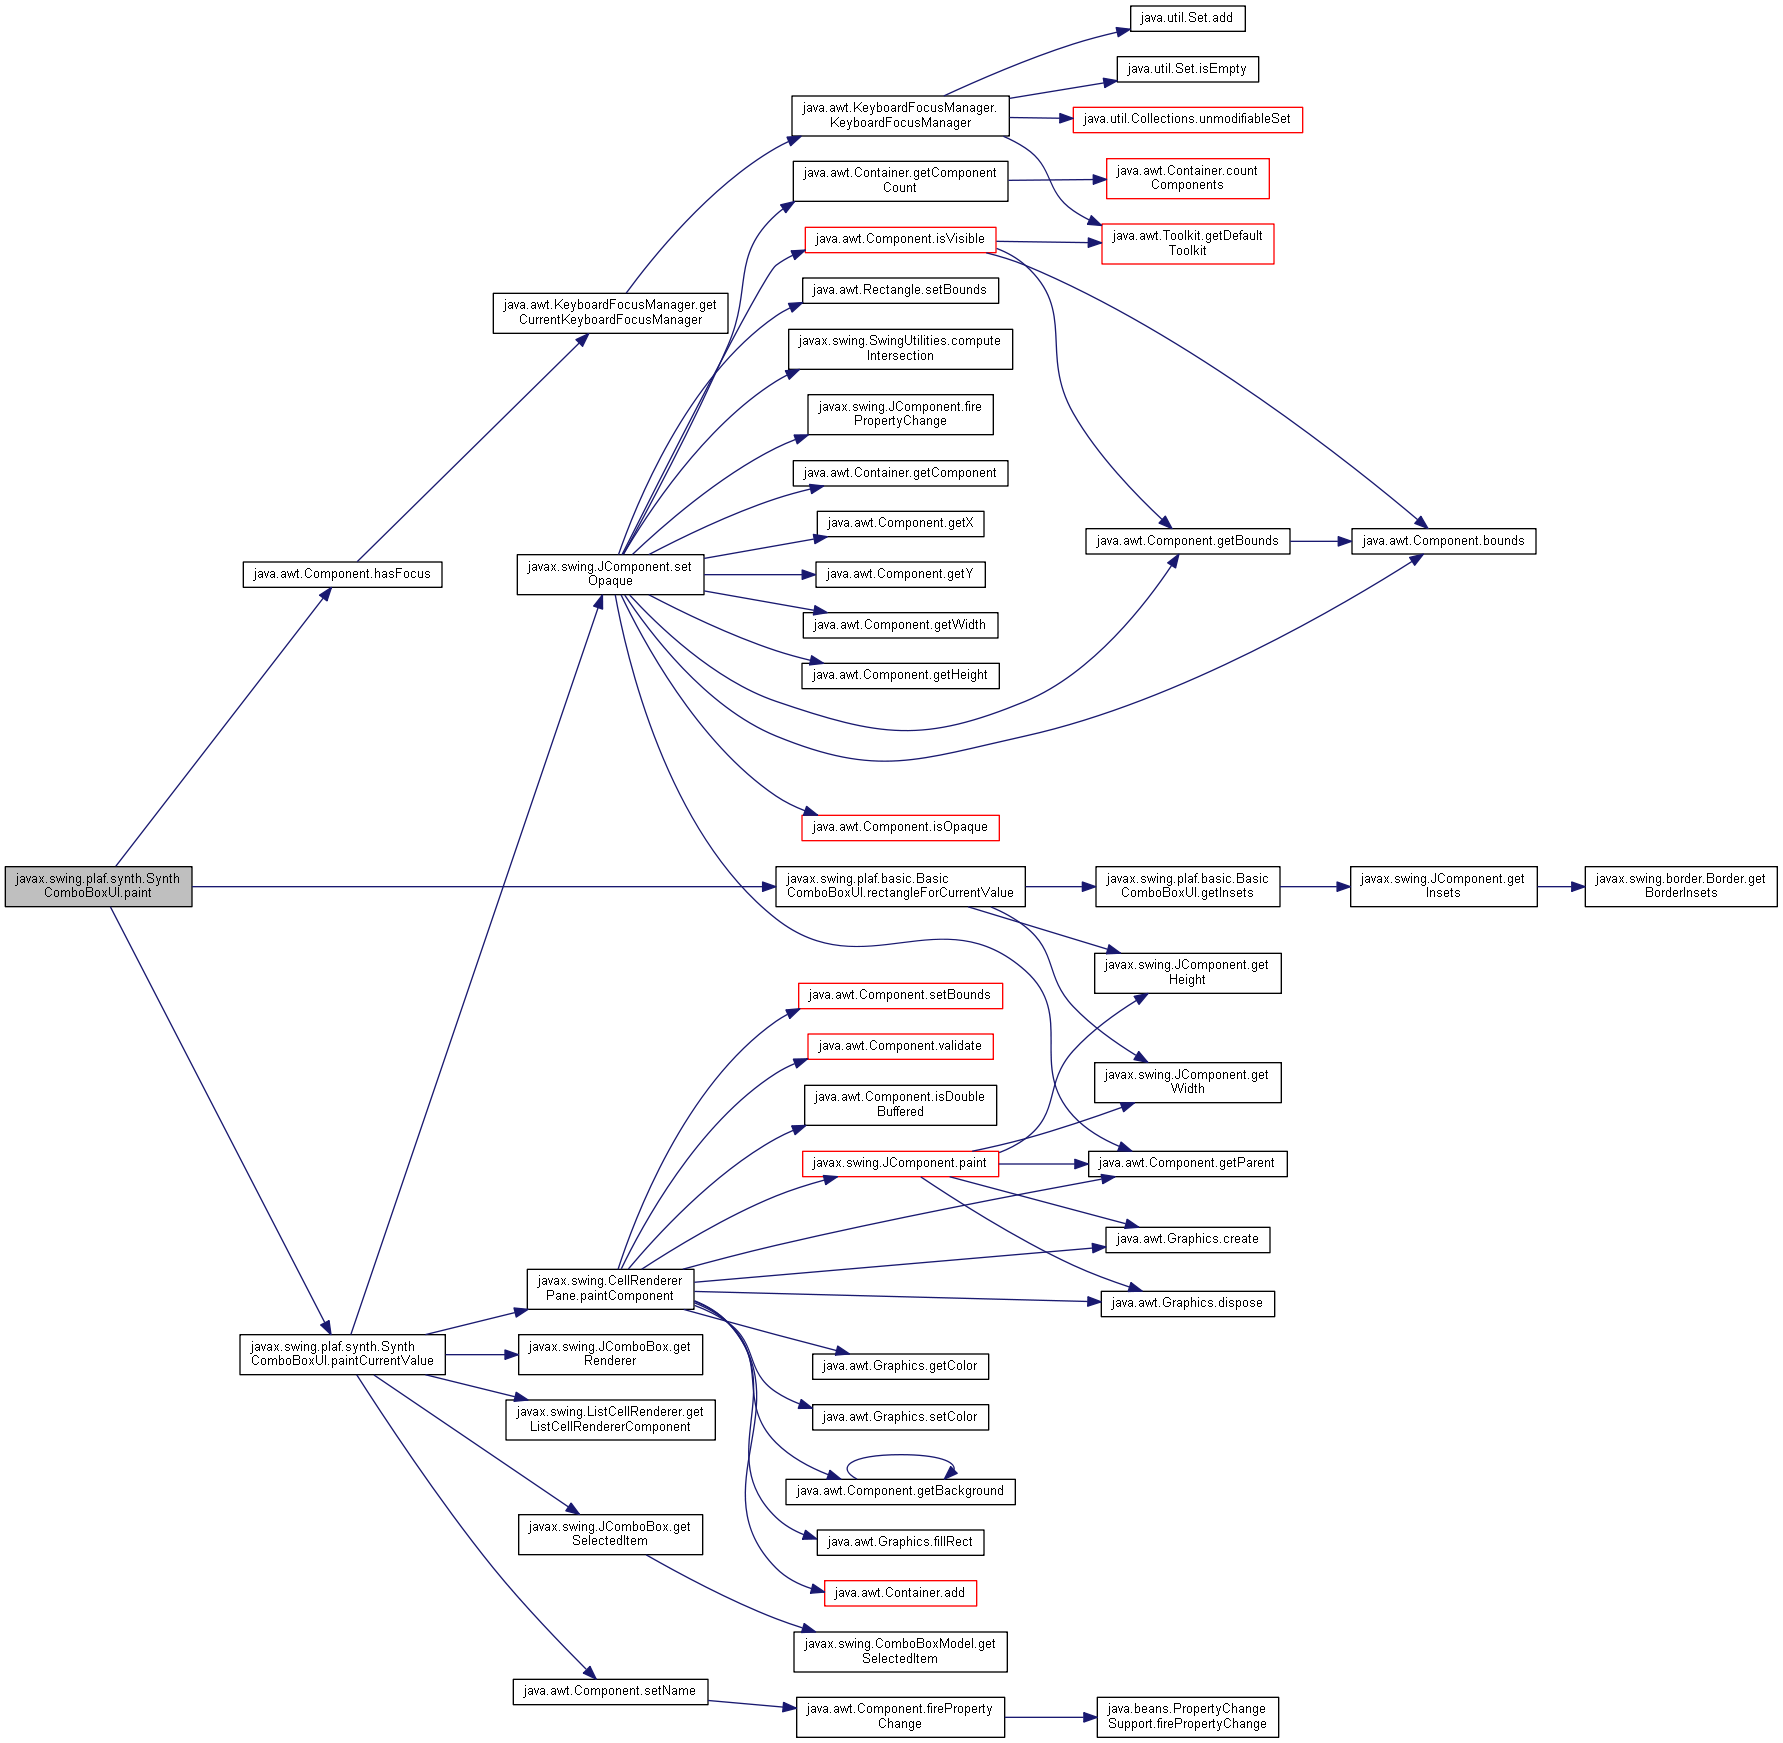 java.util.Set.add
java.util.Set.isEmpty
java.awt.KeyboardFocusManager.
KeyboardFocusManager
java.util.Collections.unmodifiableSet
java.awt.Container.getComponent
Count
java.awt.Container.count
Components
java.awt.Component.isVisible
java.awt.Toolkit.getDefault
Toolkit
java.awt.Rectangle.setBounds
java.awt.KeyboardFocusManager.get
CurrentKeyboardFocusManager
javax.swing.SwingUtilities.compute
Intersection
javax.swing.JComponent.fire
PropertyChange
java.awt.Container.getComponent
java.awt.Component.getX
java.awt.Component.getBounds
java.awt.Component.bounds
java.awt.Component.hasFocus
javax.swing.JComponent.set
Opaque
java.awt.Component.getY
java.awt.Component.getWidth
java.awt.Component.getHeight
java.awt.Component.isOpaque
javax.swing.plaf.synth.Synth
ComboBoxUI.paint
javax.swing.plaf.basic.Basic
ComboBoxUI.rectangleForCurrentValue
javax.swing.plaf.basic.Basic
ComboBoxUI.getInsets
javax.swing.JComponent.get
Insets
javax.swing.border.Border.get
BorderInsets
javax.swing.JComponent.get
Height
java.awt.Component.setBounds
java.awt.Component.validate
javax.swing.JComponent.get
Width
java.awt.Component.isDouble
Buffered
javax.swing.JComponent.paint
java.awt.Component.getParent
java.awt.Graphics.create
javax.swing.CellRenderer
Pane.paintComponent
java.awt.Graphics.dispose
javax.swing.plaf.synth.Synth
ComboBoxUI.paintCurrentValue
javax.swing.JComboBox.get
Renderer
java.awt.Graphics.getColor
javax.swing.ListCellRenderer.get
ListCellRendererComponent
java.awt.Graphics.setColor
java.awt.Component.getBackground
javax.swing.JComboBox.get
SelectedItem
java.awt.Graphics.fillRect
java.awt.Container.add
javax.swing.ComboBoxModel.get
SelectedItem
java.awt.Component.setName
java.awt.Component.fireProperty
Change
java.beans.PropertyChange
Support.firePropertyChange